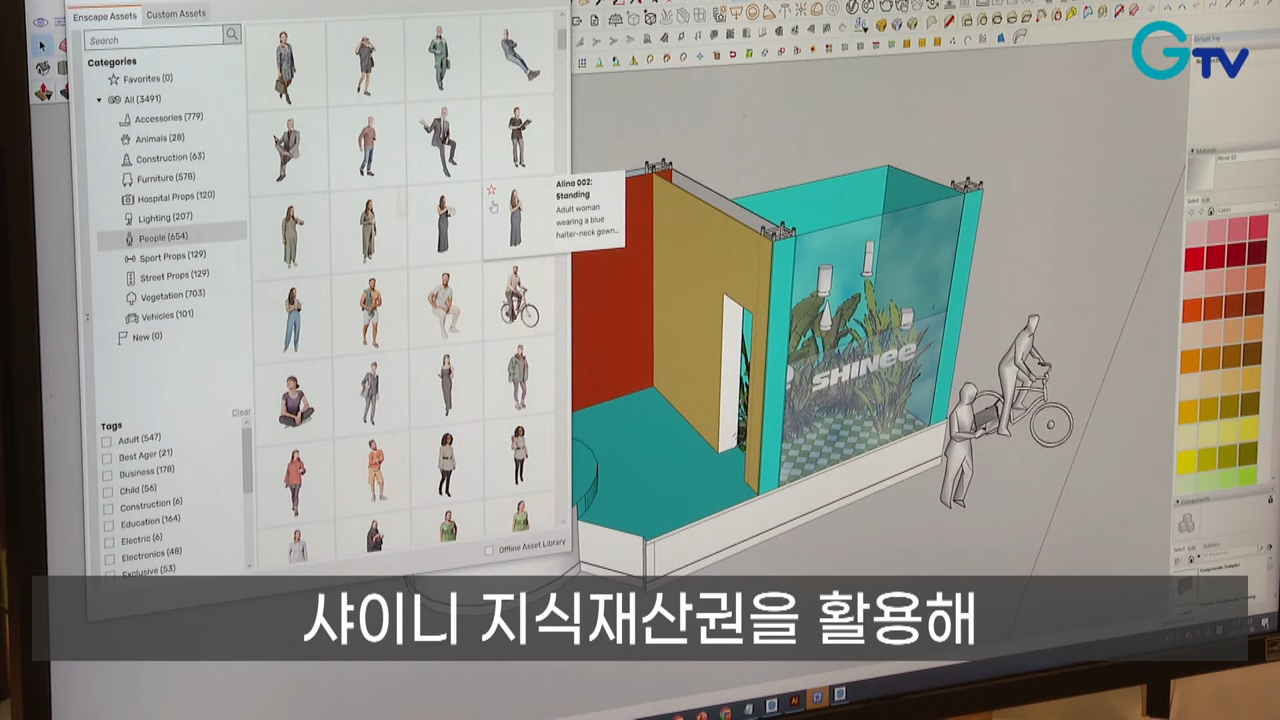 Enscape Assets
Custom Assets
GTV
Search
Categories
Favorites (0)
All (3491)
Accessories (779)
Animals (28)
Construction (63)
Furniture (578)
Hospital Props (120)
Lighting (207)
People (654)
Sport Props (129)
Street Props (129)
Vegetation (703)
Vehicles (101)
New (0)
Alina 002:
Standing
Adult woman
wearing a blue
halter-neck gown...
SHINee
Materials
Clear
Tags
Adult (547)
Best Ager (21)
Business (178)
Child (56)
Construction (6)
Education (164)
Electric (6)
Electronics (48)
Exclusive (53)
Offline Asset Library
Components
샤이니 지식재산권을 활용해